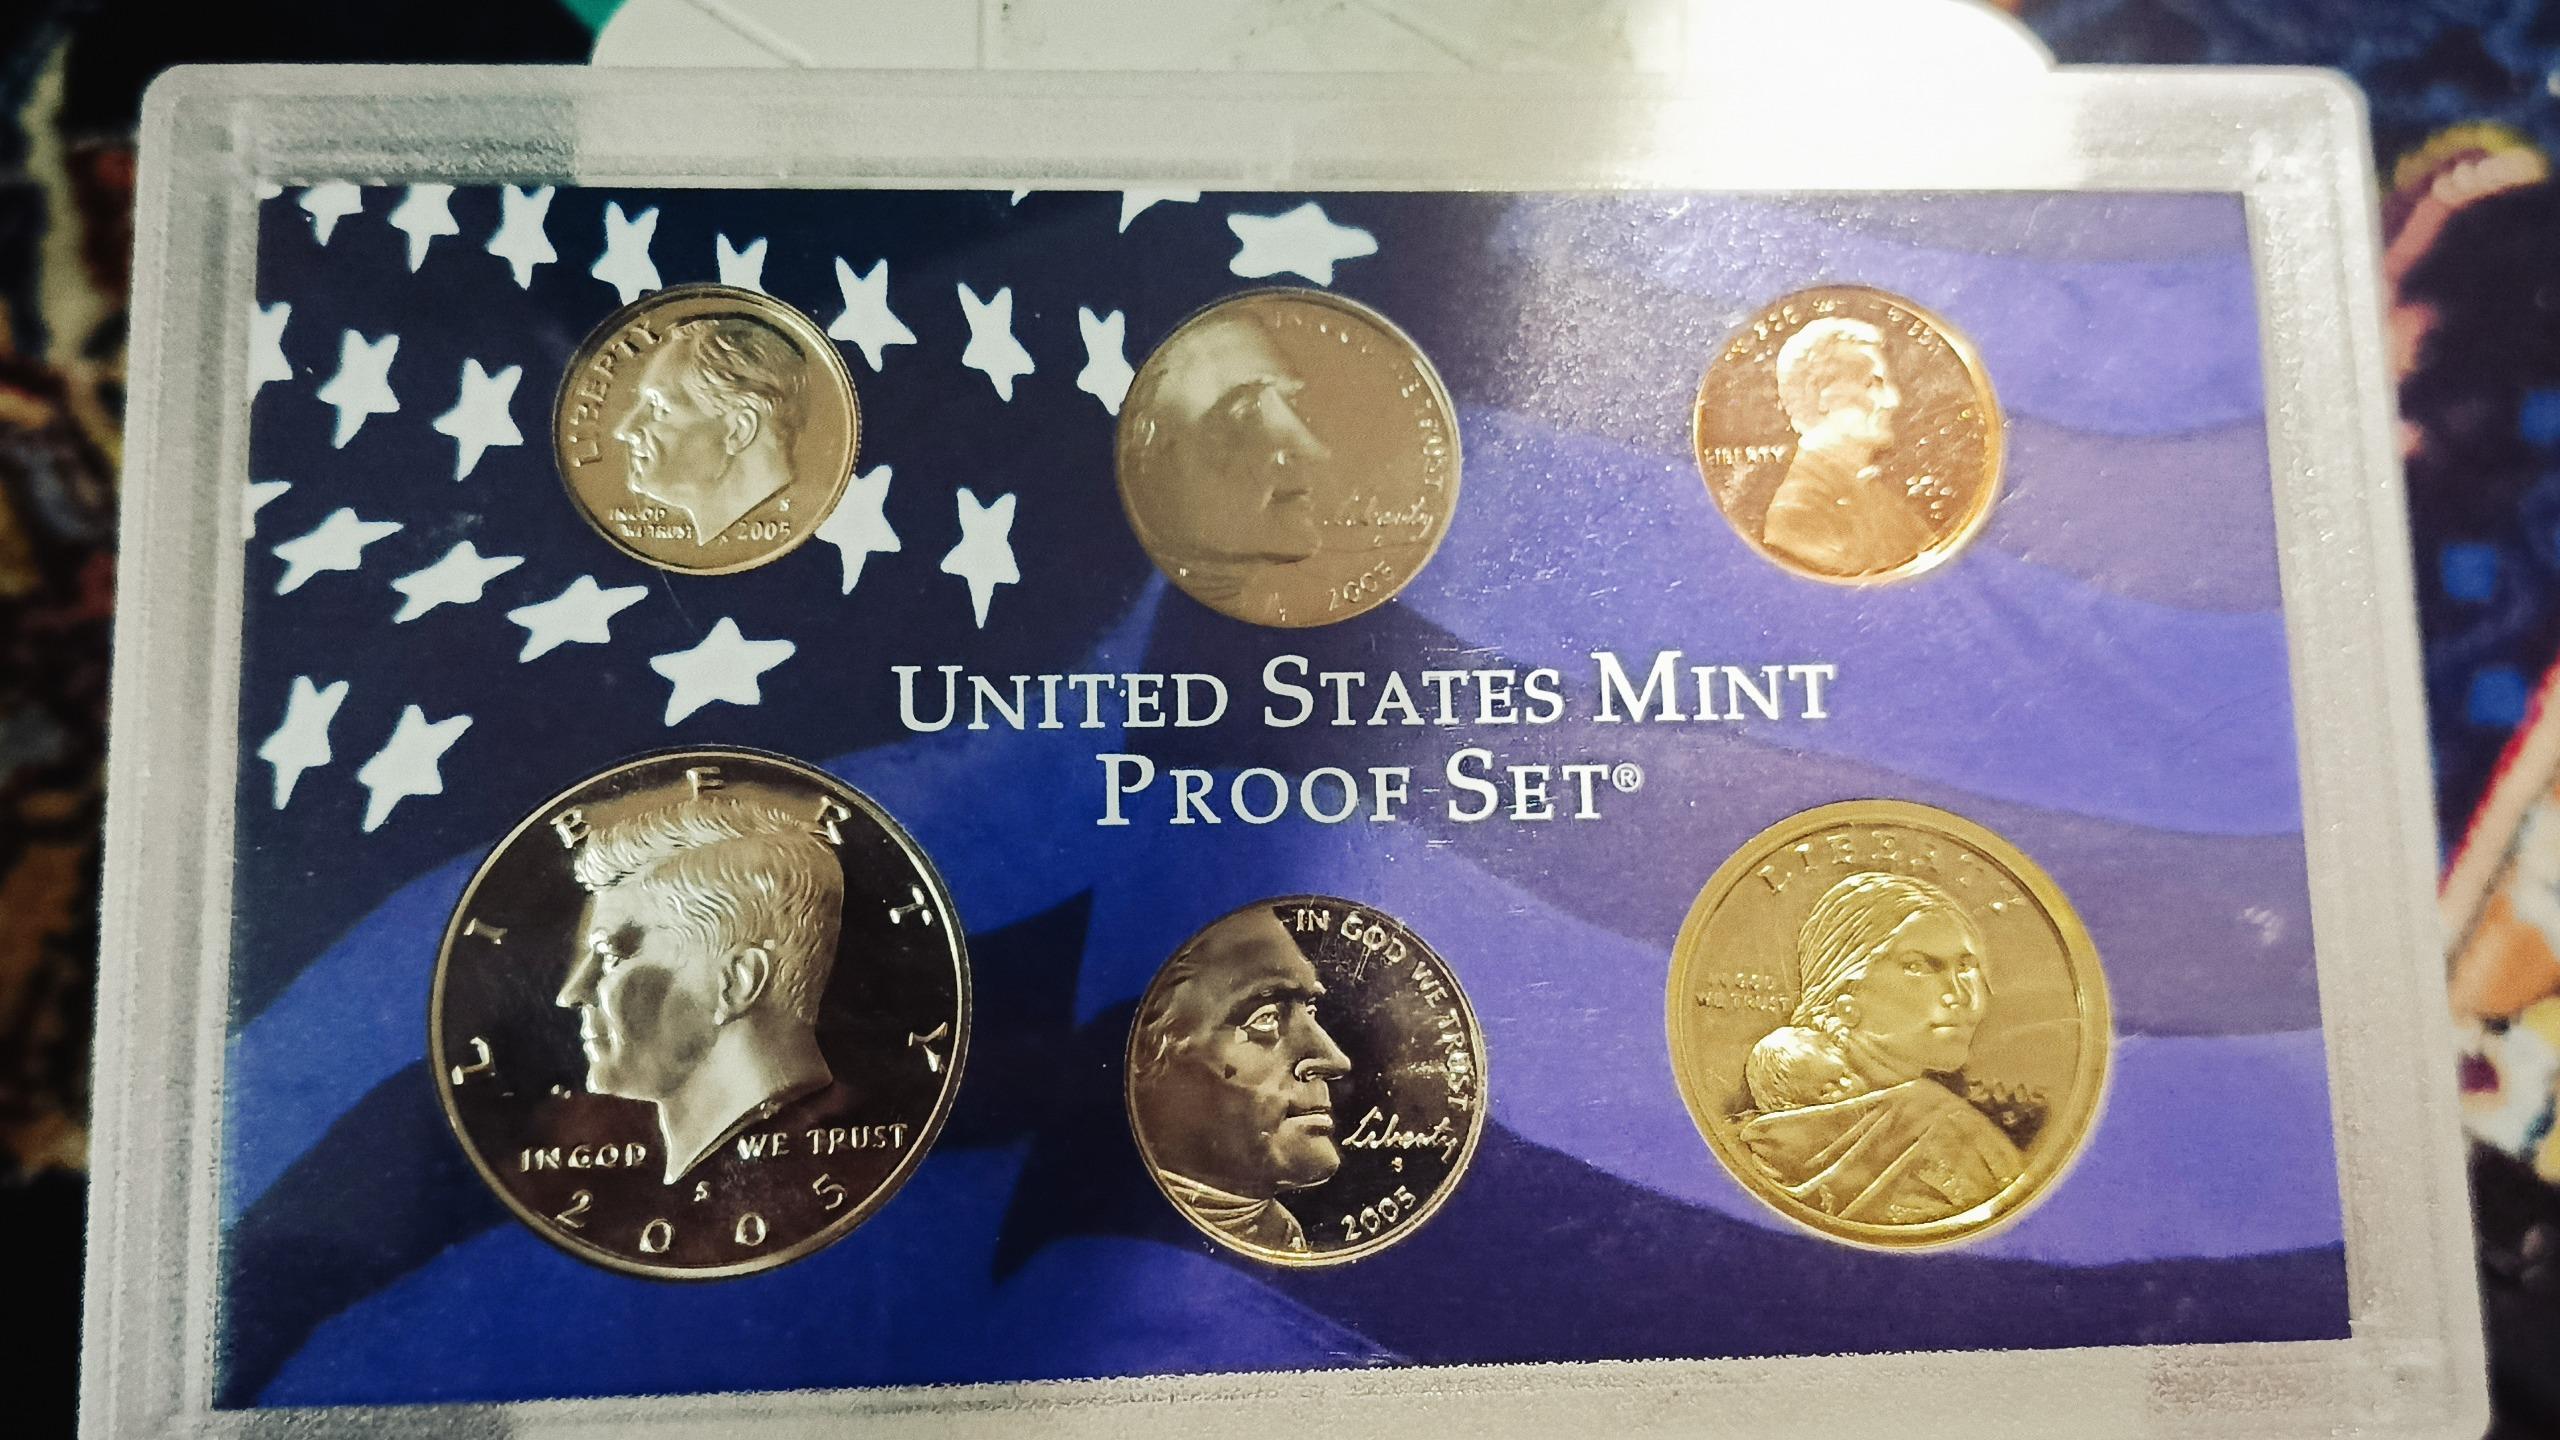 LIBERTY
IN GOD
WE TRUST
S
2005
IN GOD WE TRUST
Liberty
2005
LIBERTY
UNITED STATES MINT
PROOF SET®
LIBERTY
IN GOD WE TRUST
S
2005
IN GOD WE TRUST
Liberty
S
2005
LIBERTY
IN GOD
WE TRUST
2005